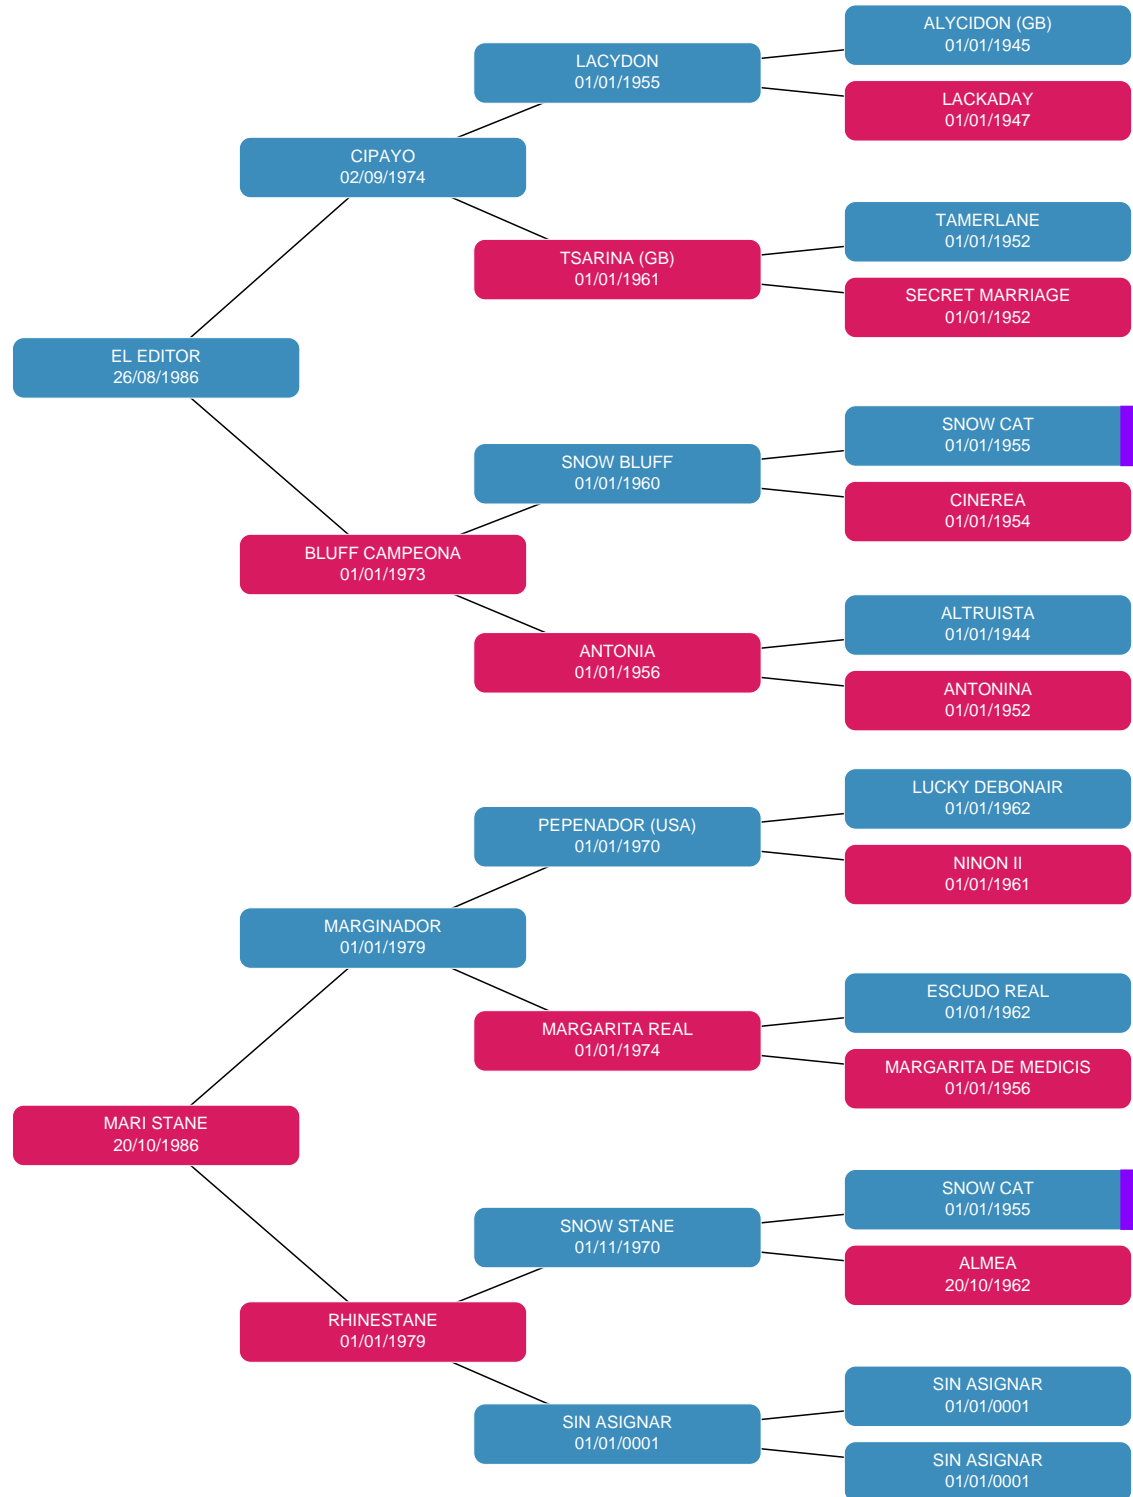 ALYCIDON (GB)
01/01/1945
LACYDON
01/01/1955
LACKADAY
01/01/1947
CIPAYO
02/09/1974
TAMERLANE
01/01/1952
TSARINA (GB)
01/01/1961
SECRET MARRIAGE
01/01/1952
EL EDITOR
26/08/1986
SNOW CAT
01/01/1955
SNOW BLUFF
01/01/1960
CINEREA
01/01/1954
BLUFF CAMPEONA
01/01/1973
ALTRUISTA
01/01/1944
ANTONIA
01/01/1956
ANTONINA
01/01/1952
LUCKY DEBONAIR
01/01/1962
PEPENADOR (USA)
01/01/1970
NINON II
01/01/1961
MARGINADOR
01/01/1979
ESCUDO REAL
01/01/1962
MARGARITA REAL
01/01/1974
MARGARITA DE MEDICIS
01/01/1956
MARI STANE
20/10/1986
SNOW CAT
01/01/1955
SNOW STANE
01/11/1970
ALMEA
20/10/1962
RHINESTANE
01/01/1979
SIN ASIGNAR
01/01/0001
SIN ASIGNAR
01/01/0001
SIN ASIGNAR
01/01/0001